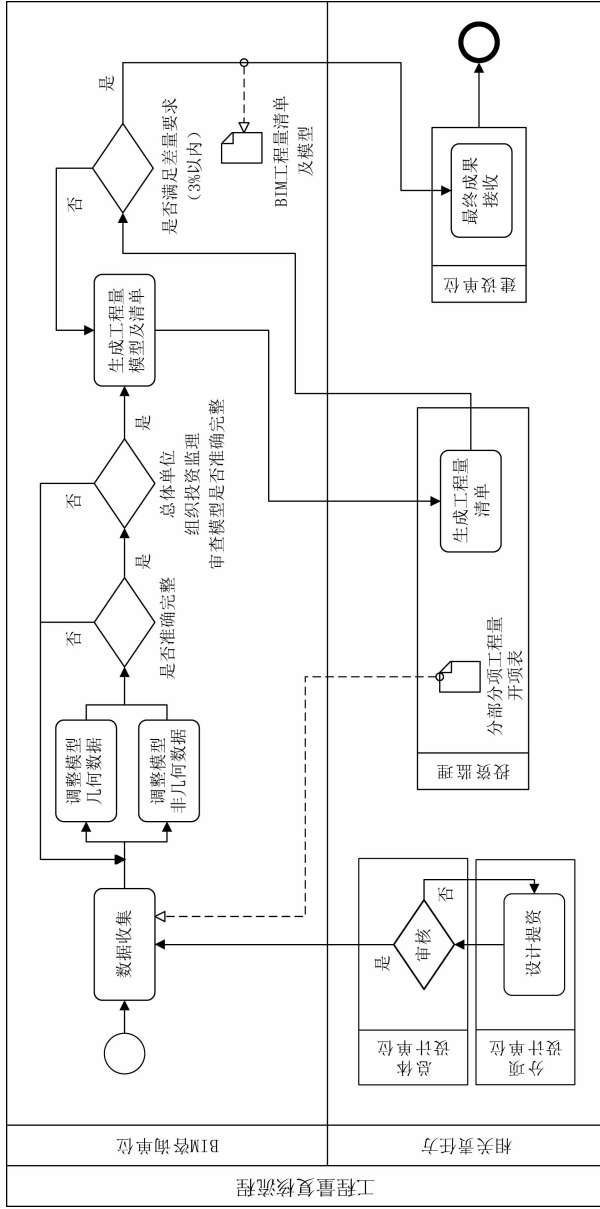 工程量复核流程
BIM咨询单位
数据收集
调整模型
几何数据
调整模型
非几何数据
是否准确完整
否
是
总体单位
组织投资监理
审查模型是否准确完整
否
是
生成工程量
模型及清单
否
是
是否满足差量要求
(3%以内)
BIM工程量清单
及模型
相关责任方
总体
设计单位
审核
是
否
分项
设计单位
设计提资
投资监理
分部分项工程量
开项表
生成工程量
清单
建设单位
最终成果
接收